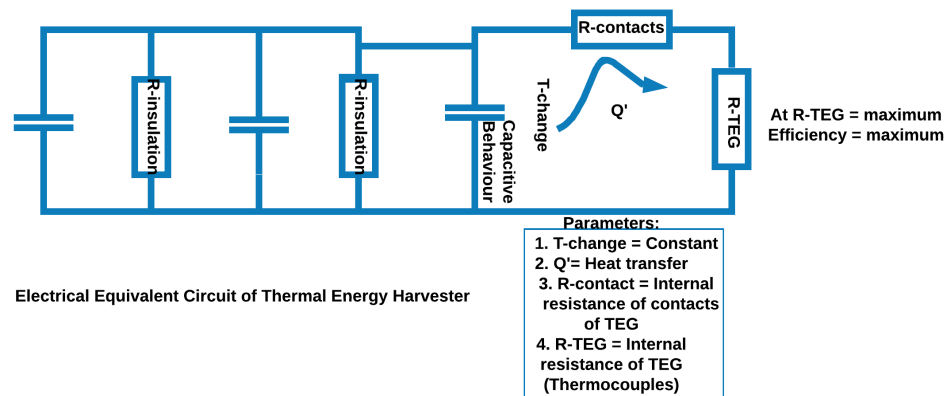 R-contacts
R-insulation
R-insulation
Capacitive
Behaviour
T-change
Q'
R-TEG
At R-TEG = maximum
Efficiency = maximum
Parameters:
1. T-change = Constant
2. Q'= Heat transfer
3. R-contact = Internal
resistance of contacts
of TEG
4. R-TEG = Internal
resistance of TEG
(Thermocouples)
Electrical Equivalent Circuit of Thermal Energy Harvester